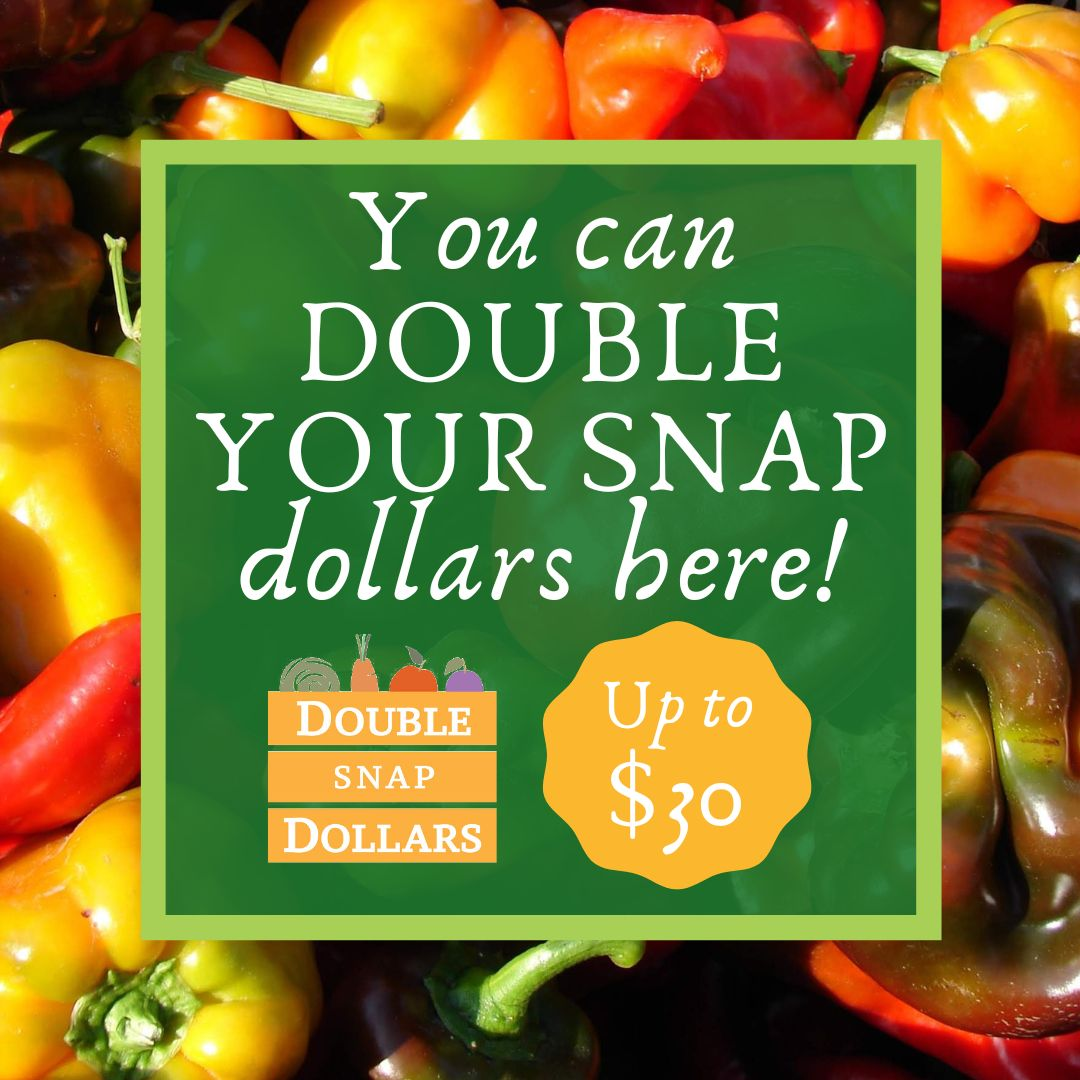 You can
DOUBLE
YOUR SNAP
dollars here!
DOUBLE
SNAP
DOLLARS
Up to
$30